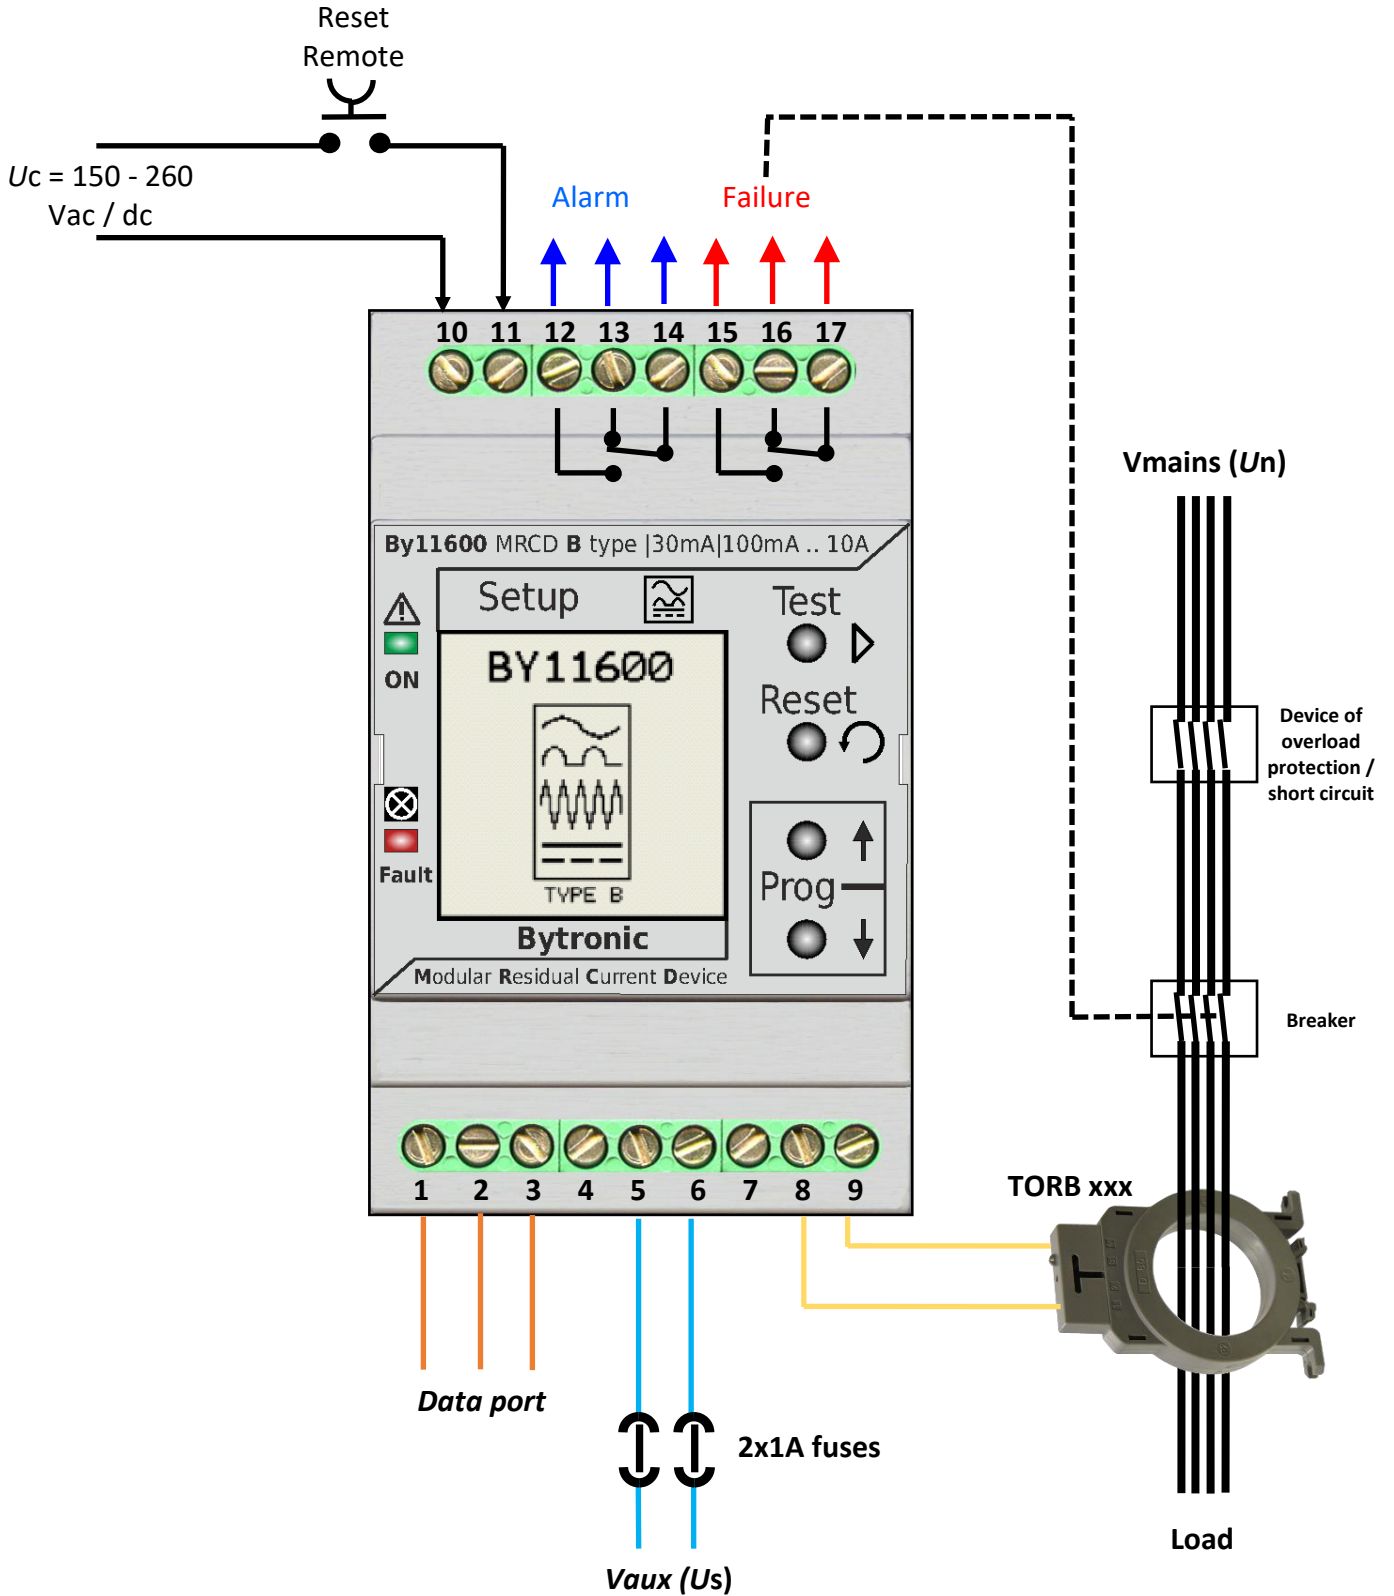 Reset
Remote
Uc = 150 - 260
Vac / dc
Alarm
Failure
10 11 12 13 14 15 16 17
Vmains (Un)
By11600 MRCD B type |30mA|100mA .. 10A
Setup
Test
ON
BY11600
Reset
Device of
overload
protection /
short circuit
Fault
Prog
TYPE B
Bytronic
Modular Residual Current Device
Breaker
1 2 3 4 5 6 7 8 9
TORB xxx
Data port
2x1A fuses
Load
Vaux (Us)